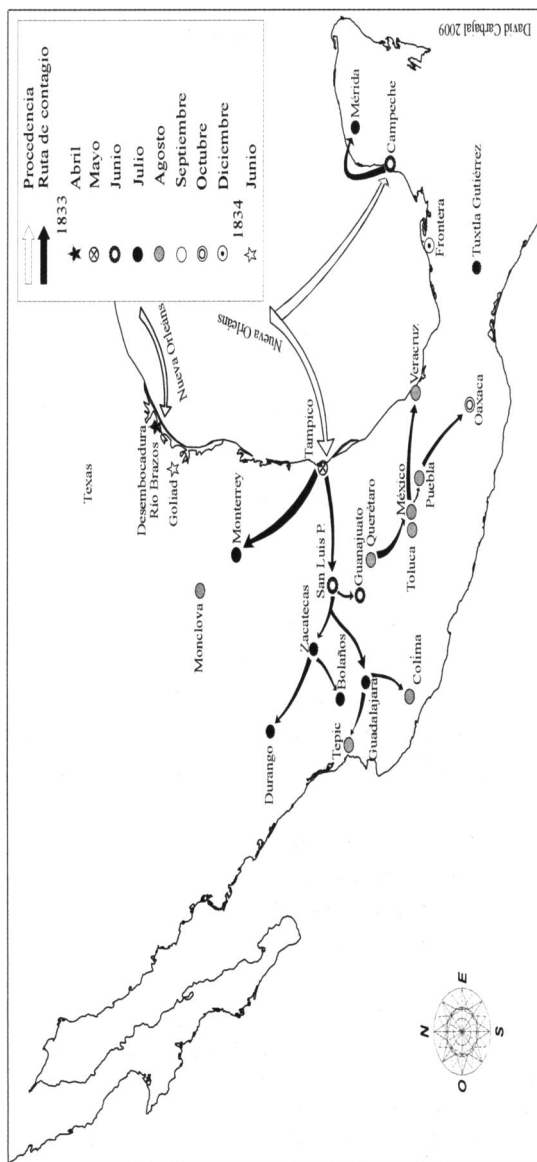 Procedencia
Ruta de contagio
1833
Abril
Mayo
Junio
Julio
Agosto
Septiembre
Octubre
Diciembre
1834
Junio
Texas
Nueva Orleáns
Desembocadura
Río Brazos
Goliad
Nueva Orleáns
Monclova
Monterrey
Tampico
Durango
Zacatecas
San Luis P.
Bolaños
Guanajuato
Querétaro
Tepic
Guadalajara
Colima
Toluca
México
Puebla
Veracruz
Oaxaca
Mérida
Campeche
Frontera
Tuxtla Gutiérrez
N
O
E
S
David Carbajal 2009